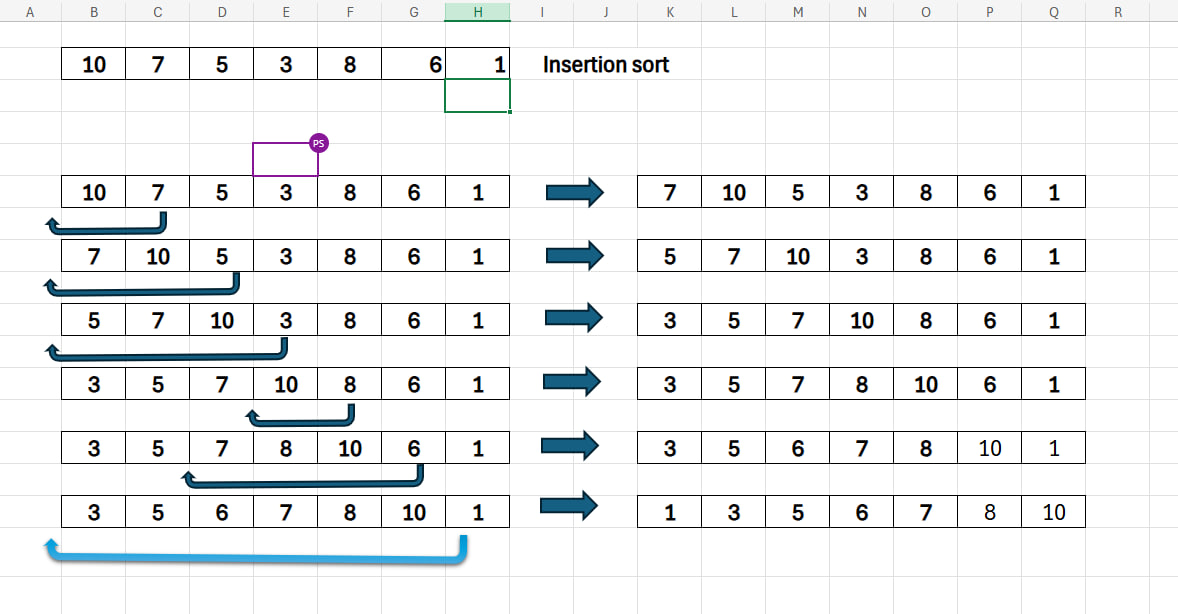 A B C D E F G H I J K L M N O P Q R
10 7 5 3 8 6 1 Insertion sort
PS
10 7 5 3 8 6 1 7 10 5 3 8 6 1
7 10 5 3 8 6 1 5 7 10 3 8 6 1
5 7 10 3 8 6 1 3 5 7 10 8 6 1
3 5 7 10 8 6 1 3 5 7 8 10 6 1
3 5 7 8 10 6 1 3 5 6 7 8 10 1
3 5 6 7 8 10 1 1 3 5 6 7 8 10